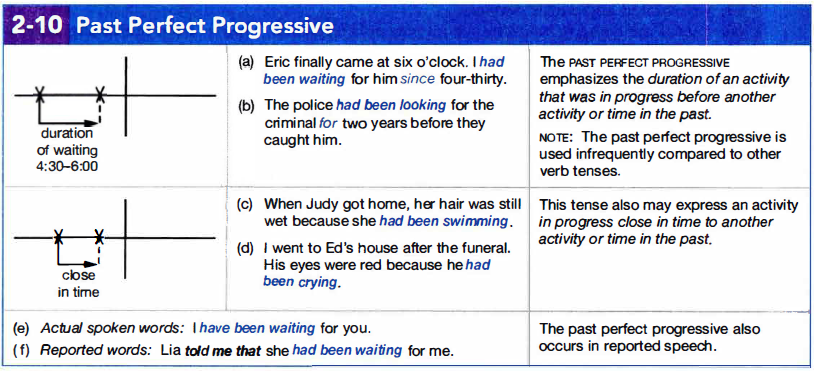 2-10 Past Perfect Progressive
duration
of waiting
4:30–6:00
(a) Eric finally came at six o'clock. I had
been waiting for him since four-thirty.
(b) The police had been looking for the
criminal for two years before they
caught him.
The PAST PERFECT PROGRESSIVE
emphasizes the duration of an activity
that was in progress before another
activity or time in the past.
NOTE: The past perfect progressive is
used infrequently compared to other
verb tenses.
close
in time
(c) When Judy got home, her hair was still
wet because she had been swimming.
(d) I went to Ed's house after the funeral.
His eyes were red because he had
been crying.
This tense also may express an activity
in progress close in time to another
activity or time in the past.
(e) Actual spoken words: I have been waiting for you.
(f) Reported words: Lia told me that she had been waiting for me.
The past perfect progressive also
occurs in reported speech.